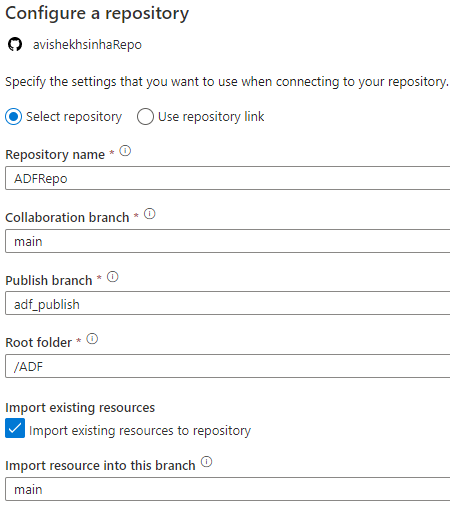 Configure a repository
avishekhsinhaRepo
Specify the settings that you want to use when connecting to your repository.
Select repository Use repository link
Repository name *
ADFRepo
Collaboration branch *
main
Publish branch *
adf_publish
Root folder *
/ADF
Import existing resources
Import existing resources to repository
Import resource into this branch
main